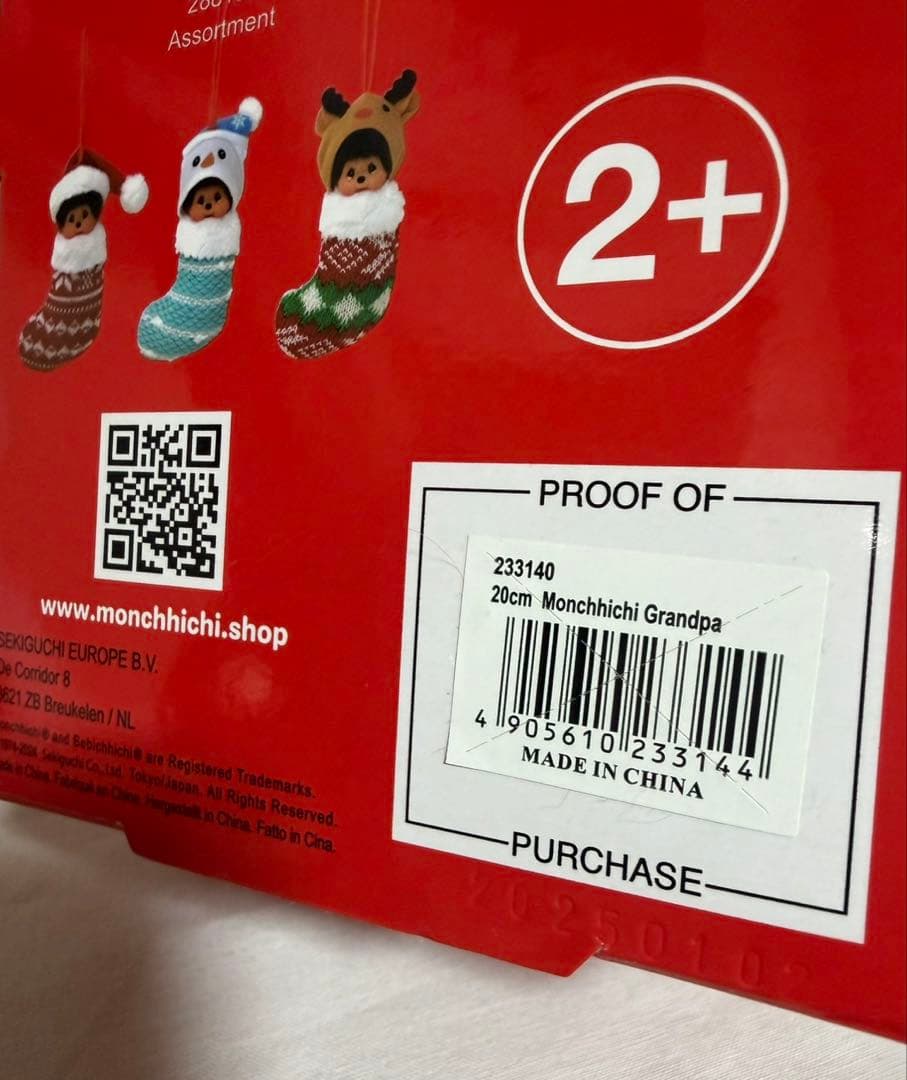 Assortment
2+
www.monchhichi.shop
SEKIGUCHI EUROPE B.V.
De Corridor 8
3621 ZB Breukelen / NL
Monchhichi® and Bebichhichi® are Registered Trademarks.
1974-2024 Sekiguchi Co., Ltd. Tokyo/Japan. All Rights Reserved.
Made in China. Fabriqué en Chine. Hergestellt in China. Fatto in Cina.
PROOF OF
233140
20cm Monchhichi Grandpa
4 905610 233144
MADE IN CHINA
PURCHASE